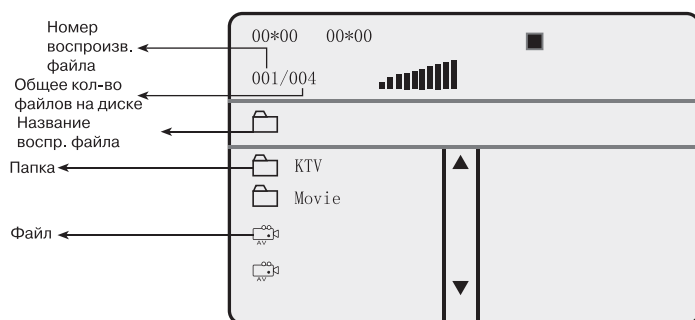 Номер
воспроизв.
файла
Общее кол-во
файлов на диске
Название
воспр. файла
Папка
Файл
00*00 00*00
001/004
KTV
Movie
AV
AV